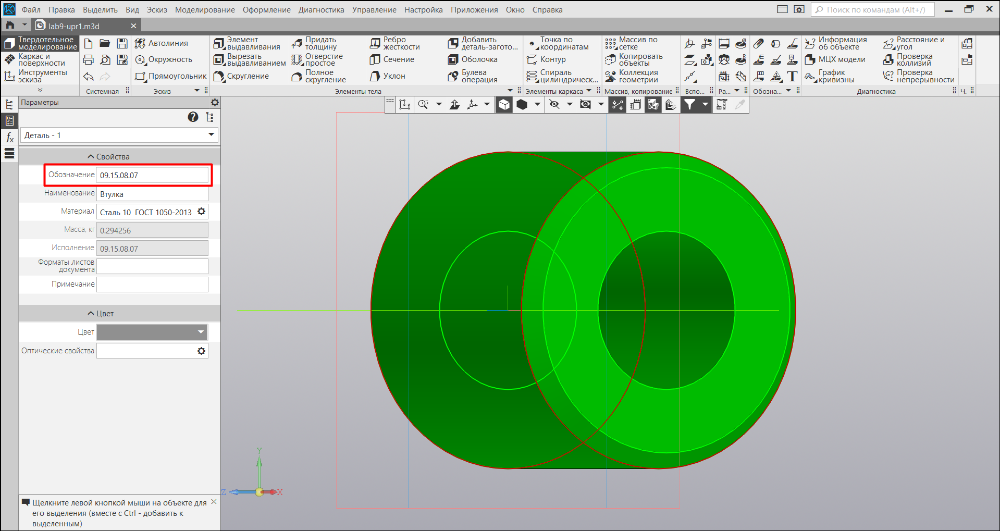 Файл Правка Выделить Вид Эскиз Моделирование Оформление Диагностика Управление Настройка Приложения Окно Справка
Поиск по командам (Alt+/)
lab9-upr1.m3d
Твердотельное моделирование
Каркас и поверхности
Инструменты эскиза
Системная
Автолиния
Окружность
Прямоугольник
Эскиз
Элемент выдавливания
Вырезать выдавливанием
Скругление
Придать толщину
Отверстие простое
Полное скругление
Ребро жесткости
Сечение
Уклон
Добавить деталь-загото...
Оболочка
Булева операция
Элементы тела
Точка по координатам
Контур
Спираль цилиндрическ...
Элементы каркаса
Массив по сетке
Копировать объекты
Коллекция геометрии
Массив, копирование
Вспо...
Ра...
Обозна...
Информация об объекте
МЦХ модели
График кривизны
Расстояние и угол
Проверка коллизий
Проверка непрерывности
Диагностика
Ч.
Параметры
Деталь - 1
Свойства
Обозначение 09.15.08.07
Наименование Втулка
Материал Сталь 10 ГОСТ 1050-2013
Масса, кг 0.294256
Исполнение 09.15.08.07
Форматы листов
документа
Примечание
Цвет
Цвет
Оптические свойства
Y
Z
X
Щелкните левой кнопкой мыши на объекте для
его выделения (вместе с Ctrl - добавить к
выделенным)